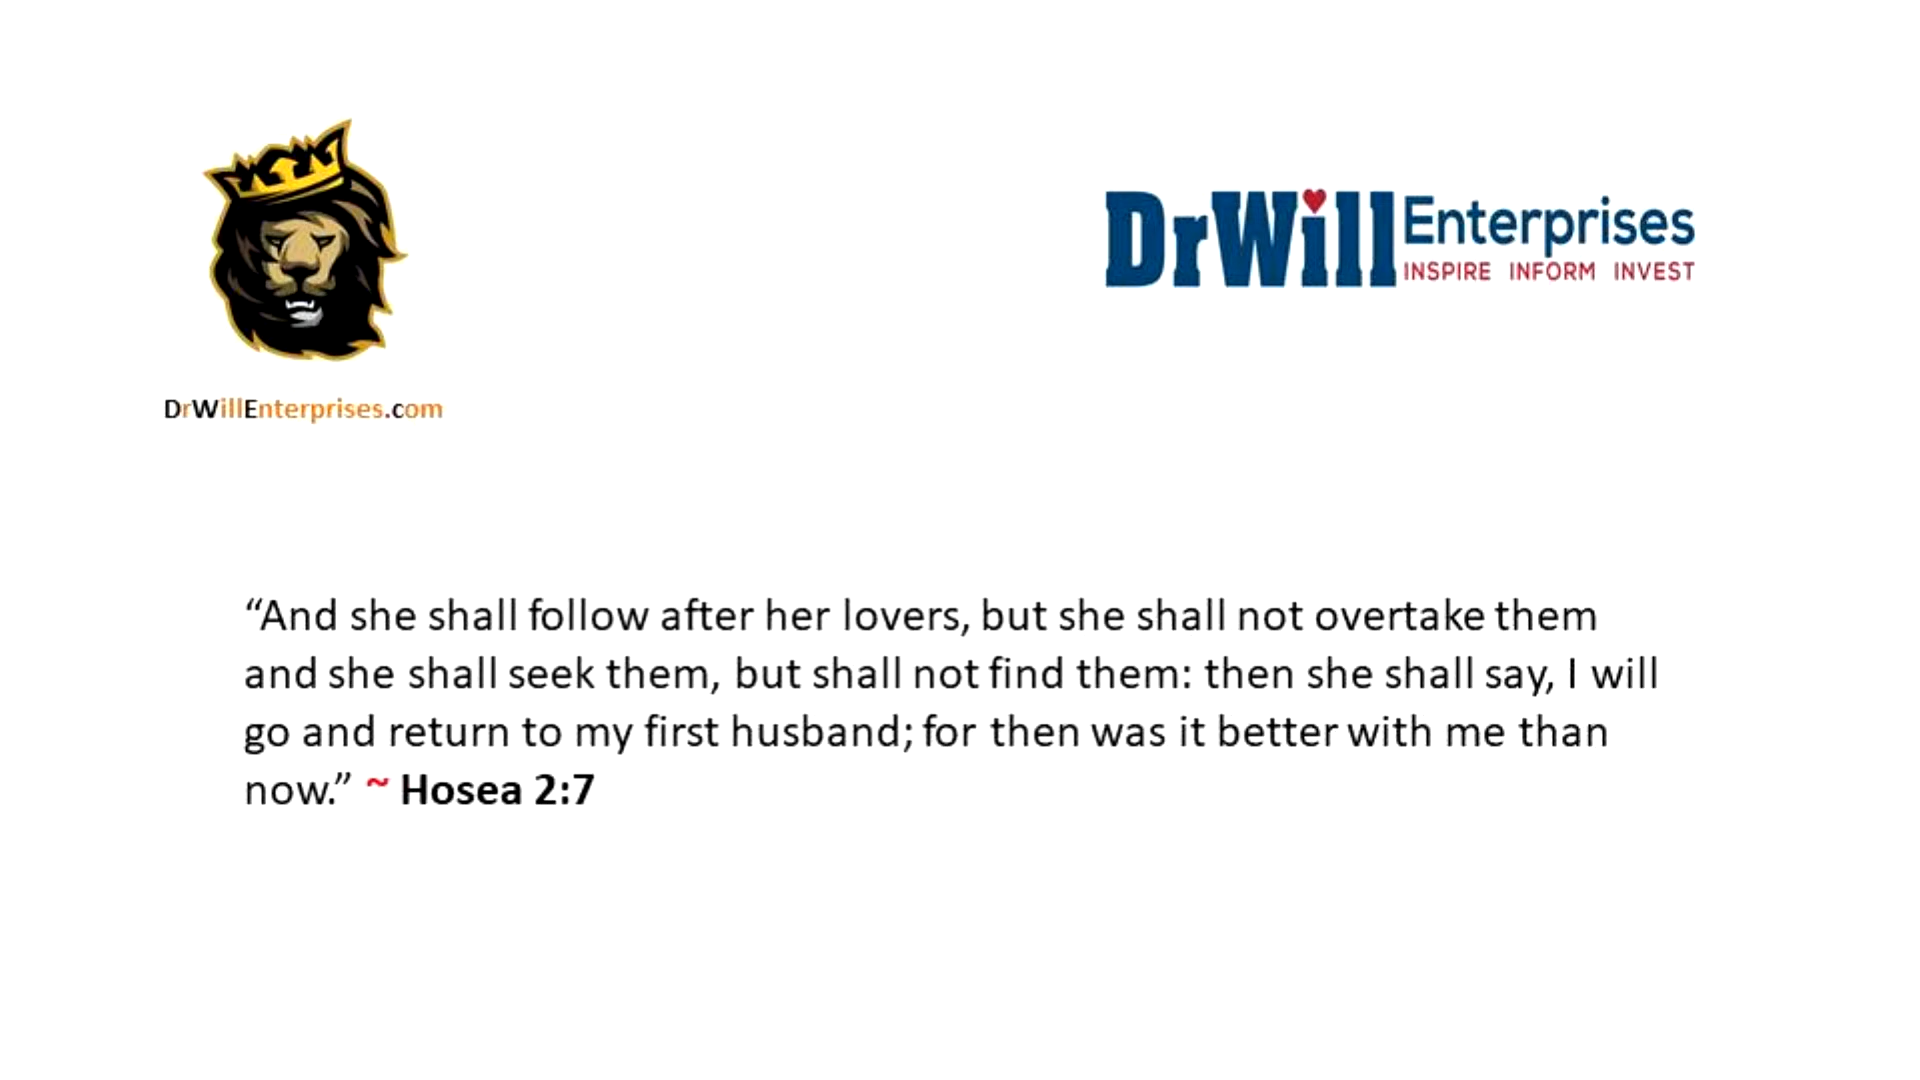 DrWill Enterprises
INSPIRE INFORM INVEST
DrWillEnterprises.com
“And she shall follow after her lovers, but she shall not overtake them
and she shall seek them, but shall not find them: then she shall say, I will
go and return to my first husband; for then was it better with me than
now.” ~ Hosea 2:7